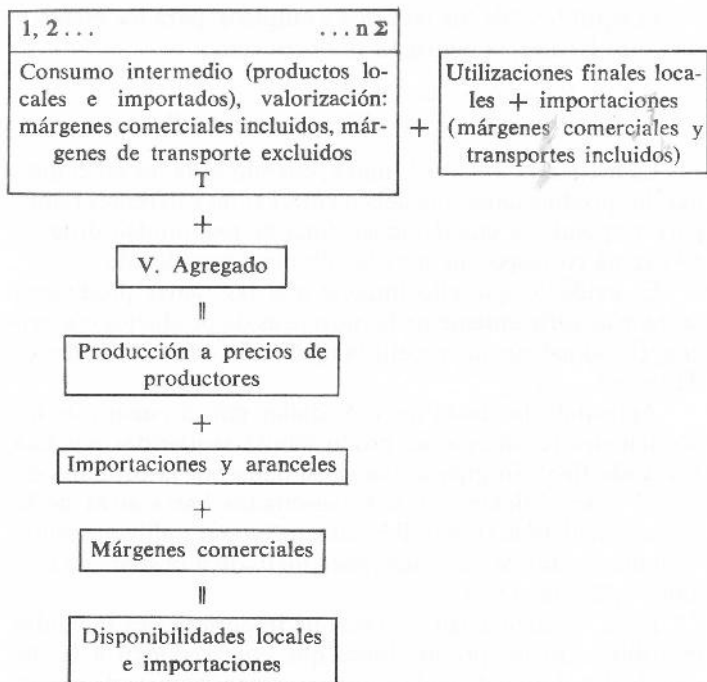 1, 2 . . . . . . n Σ
Consumo intermedio (productos lo-
cales e importados), valorización:
márgenes comerciales incluidos, már-
genes de transporte excluidos
T
+
Utilizaciones finales loca-
les + importaciones
(márgenes comerciales y
transportes incluidos)
+
V. Agregado
||
Producción a precios de
productores
+
Importaciones y aranceles
+
Márgenes comerciales
||
Disponibilidades locales
e importaciones